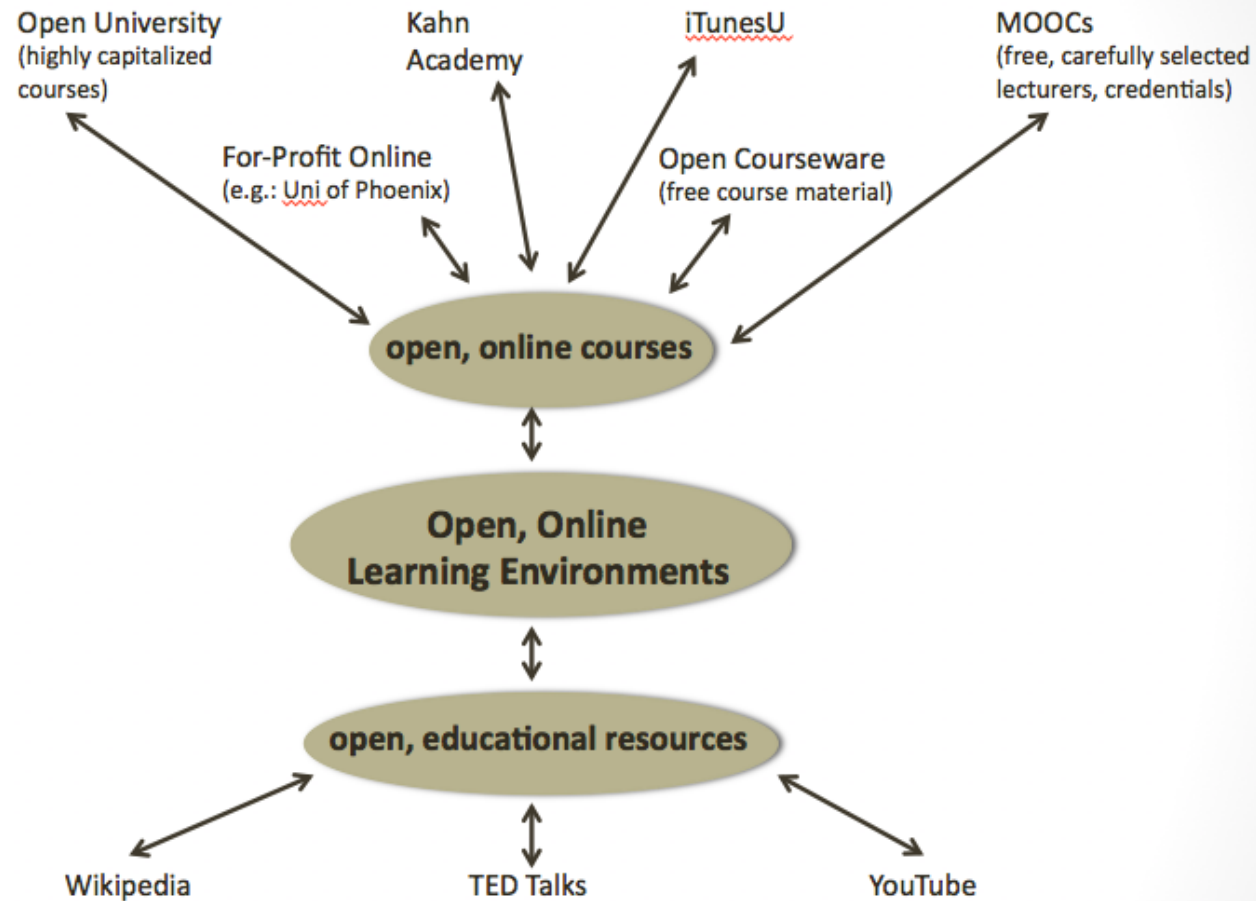 Open University
(highly capitalized
courses)
Kahn
Academy
iTunesU
MOOCs
(free, carefully selected
lecturers, credentials)
For-Profit Online
(e.g.: Uni of Phoenix)
Open Courseware
(free course material)
open, online courses
Open, Online
Learning Environments
open, educational resources
Wikipedia
TED Talks
YouTube